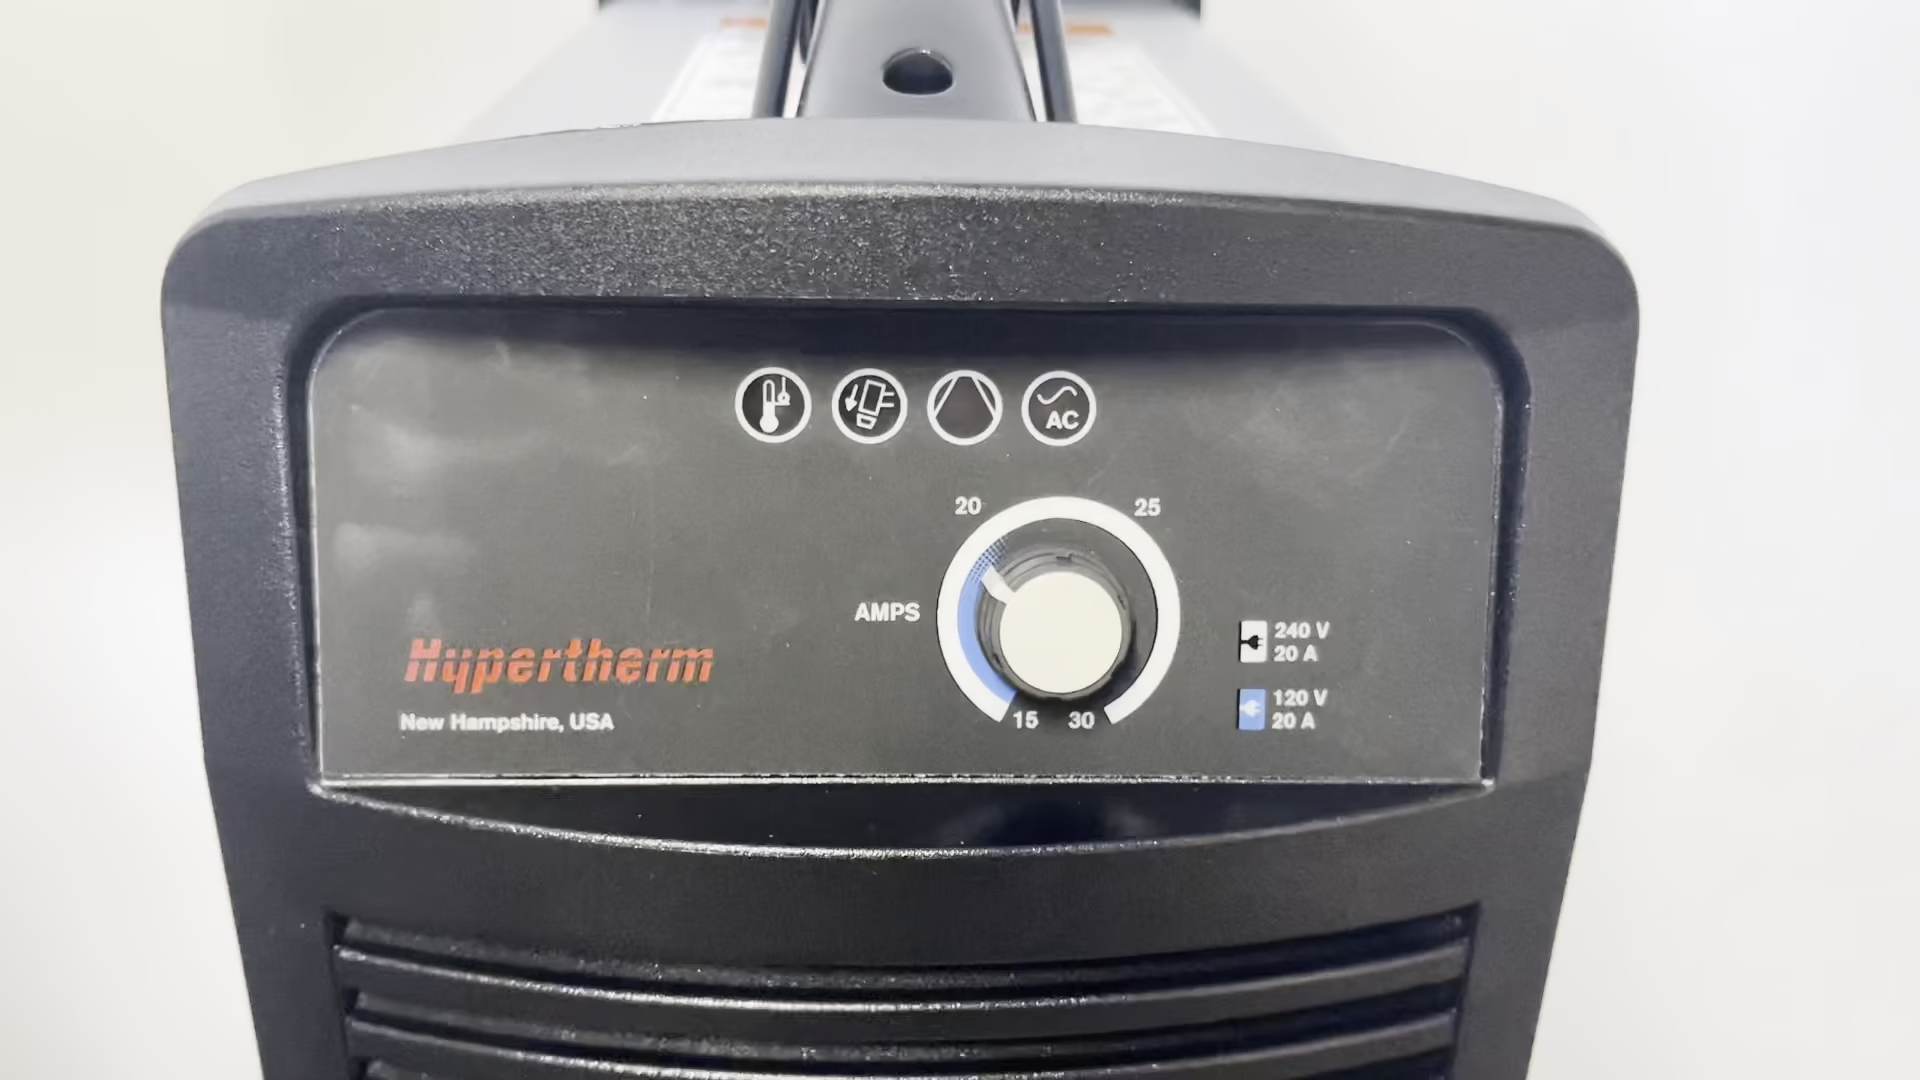 AC
20
25
AMPS
15
30
240 V
20 A
120 V
20 A
Hypertherm
New Hampshire, USA